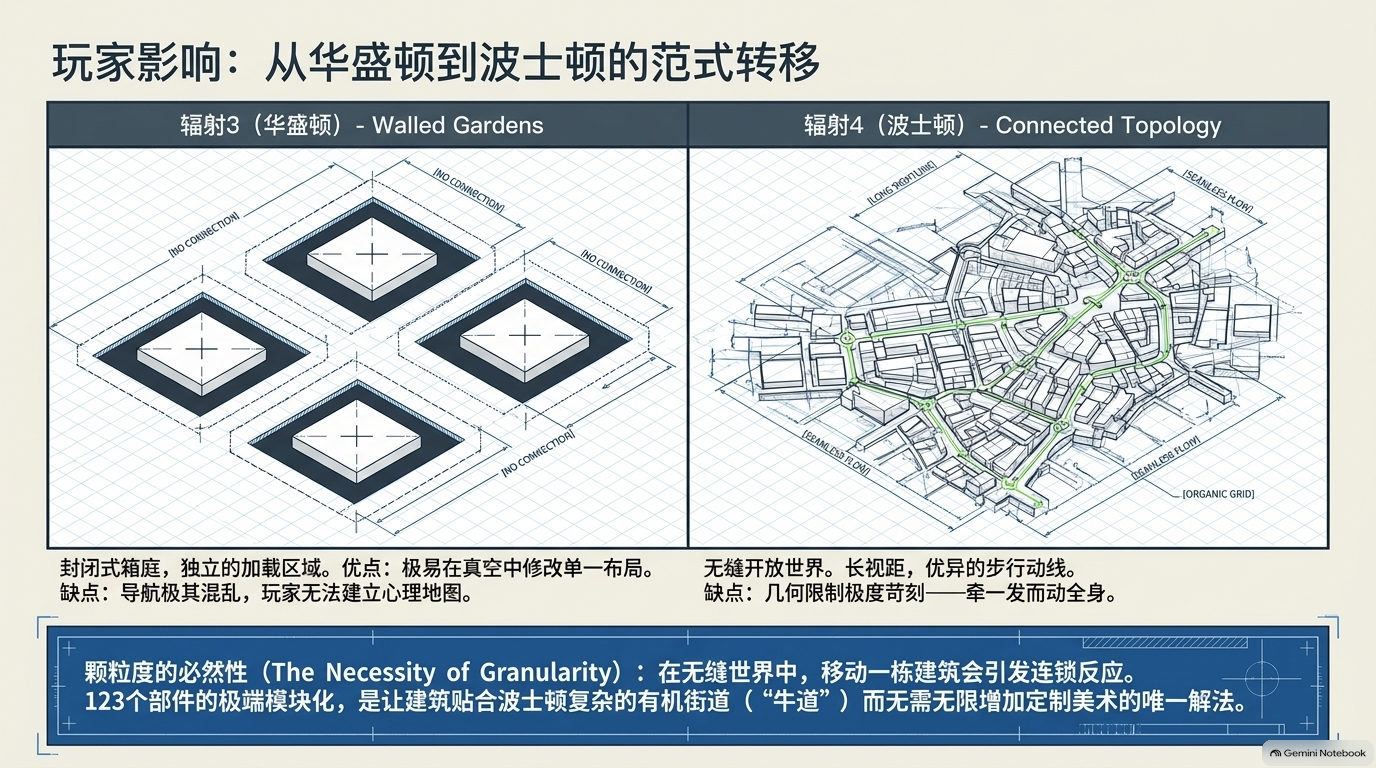 玩家影响：从华盛顿到波士顿的范式转移
辐射3（华盛顿）- Walled Gardens
辐射4（波士顿）- Connected Topology
[NO CONNECTION]
[NO CONNECTION]
[NO CONNECTION]
[NO CONNECTION]
[SEAMLESS FLOW]
[ORGANIC GRID]
封闭式箱庭，独立的加载区域。优点：极易在真空中修改单一布局。
缺点：导航极其混乱，玩家无法建立心理地图。
无缝开放世界。长视距，优异的步行动线。
缺点：几何限制极度苛刻——牵一发而动全身。
颗粒度的必然性（The Necessity of Granularity）：在无缝世界中，移动一栋建筑会引发连锁反应。
123个部件的极端模块化，是让建筑贴合波士顿复杂的有机街道（“牛道”）而无需无限增加定制美术的唯一解法。
Gemini Notebook